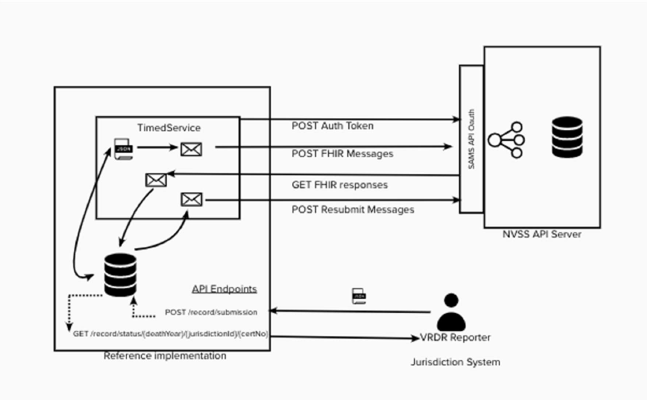 TimedService
JSON
POST Auth Token
POST FHIR Messages
GET FHIR responses
POST Resubmit Messages
SAMS API Oauth
NVSS API Server
API Endpoints
POST /record/submission
GET /record/status/{deathYear}/{jurisdictionId}/{certNo}
Reference implementation
JSON
VRDR Reporter
Jurisdiction System